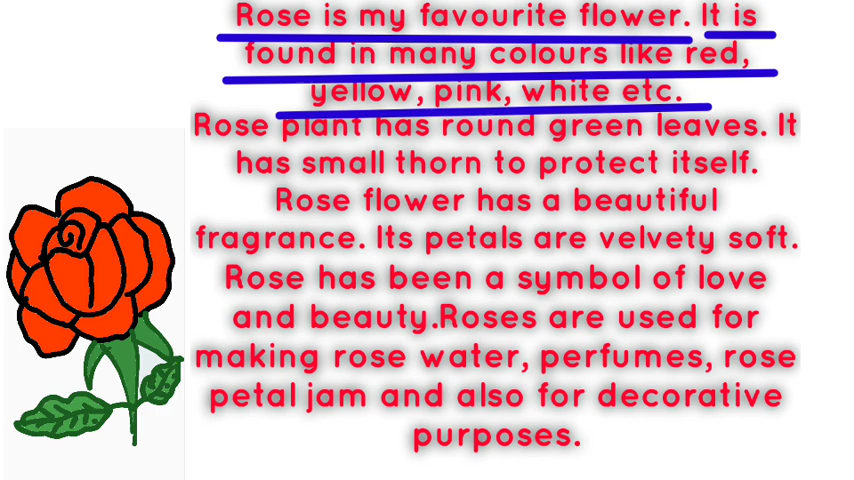 Rose is my favourite flower. It is
found in many colours like red,
yellow, pink, white etc.
Rose plant has round green leaves. It
has small thorn to protect itself.
Rose flower has a beautiful
fragrance. Its petals are velvety soft.
Rose has been a symbol of love
and beauty.Roses are used for
making rose water, perfumes, rose
petal jam and also for decorative
purposes.